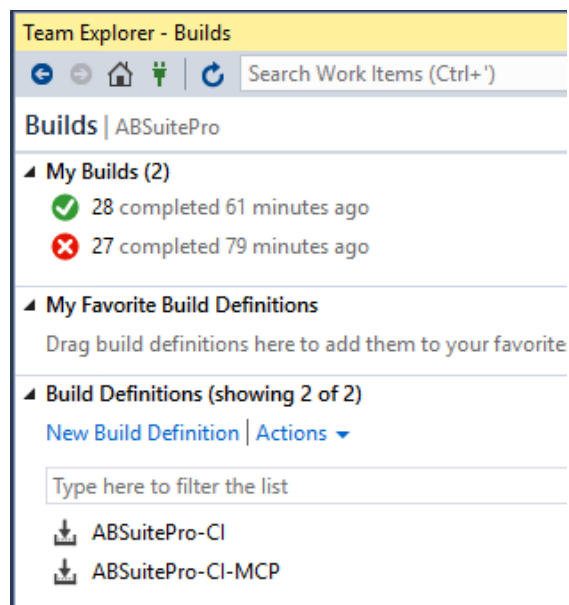 Team Explorer - Builds
Search Work Items (Ctrl+')
Builds | ABSuitePro
My Builds (2)
28 completed 61 minutes ago
27 completed 79 minutes ago
My Favorite Build Definitions
Drag build definitions here to add them to your favorite
Build Definitions (showing 2 of 2)
New Build Definition | Actions
Type here to filter the list
ABSuitePro-CI
ABSuitePro-CI-MCP